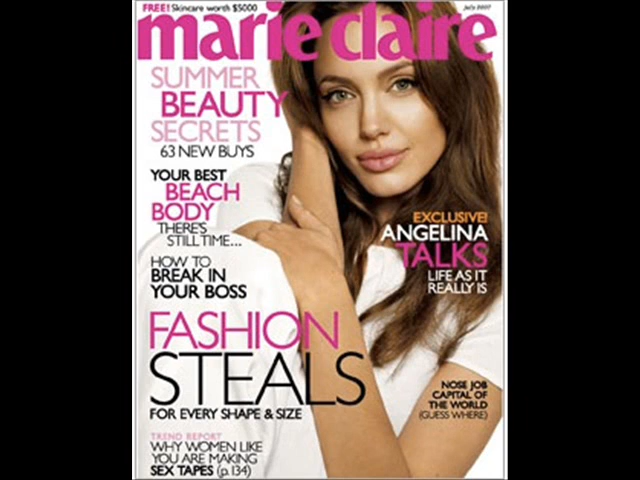 FREE! Skincare worth $5000
July 2007
marie claire
SUMMER
BEAUTY
SECRETS
63 NEW BUYS
YOUR BEST
BEACH
BODY
THERE'S
STILL TIME...
HOW TO
BREAK IN
YOUR BOSS
EXCLUSIVE!
ANGELINA
TALKS
LIFE AS IT
REALLY IS
FASHION
STEALS
FOR EVERY SHAPE & SIZE
NOSE JOB
CAPITAL OF
THE WORLD
(GUESS WHERE)
TREND REPORT
WHY WOMEN LIKE
YOU ARE MAKING
SEX TAPES (p. 134)